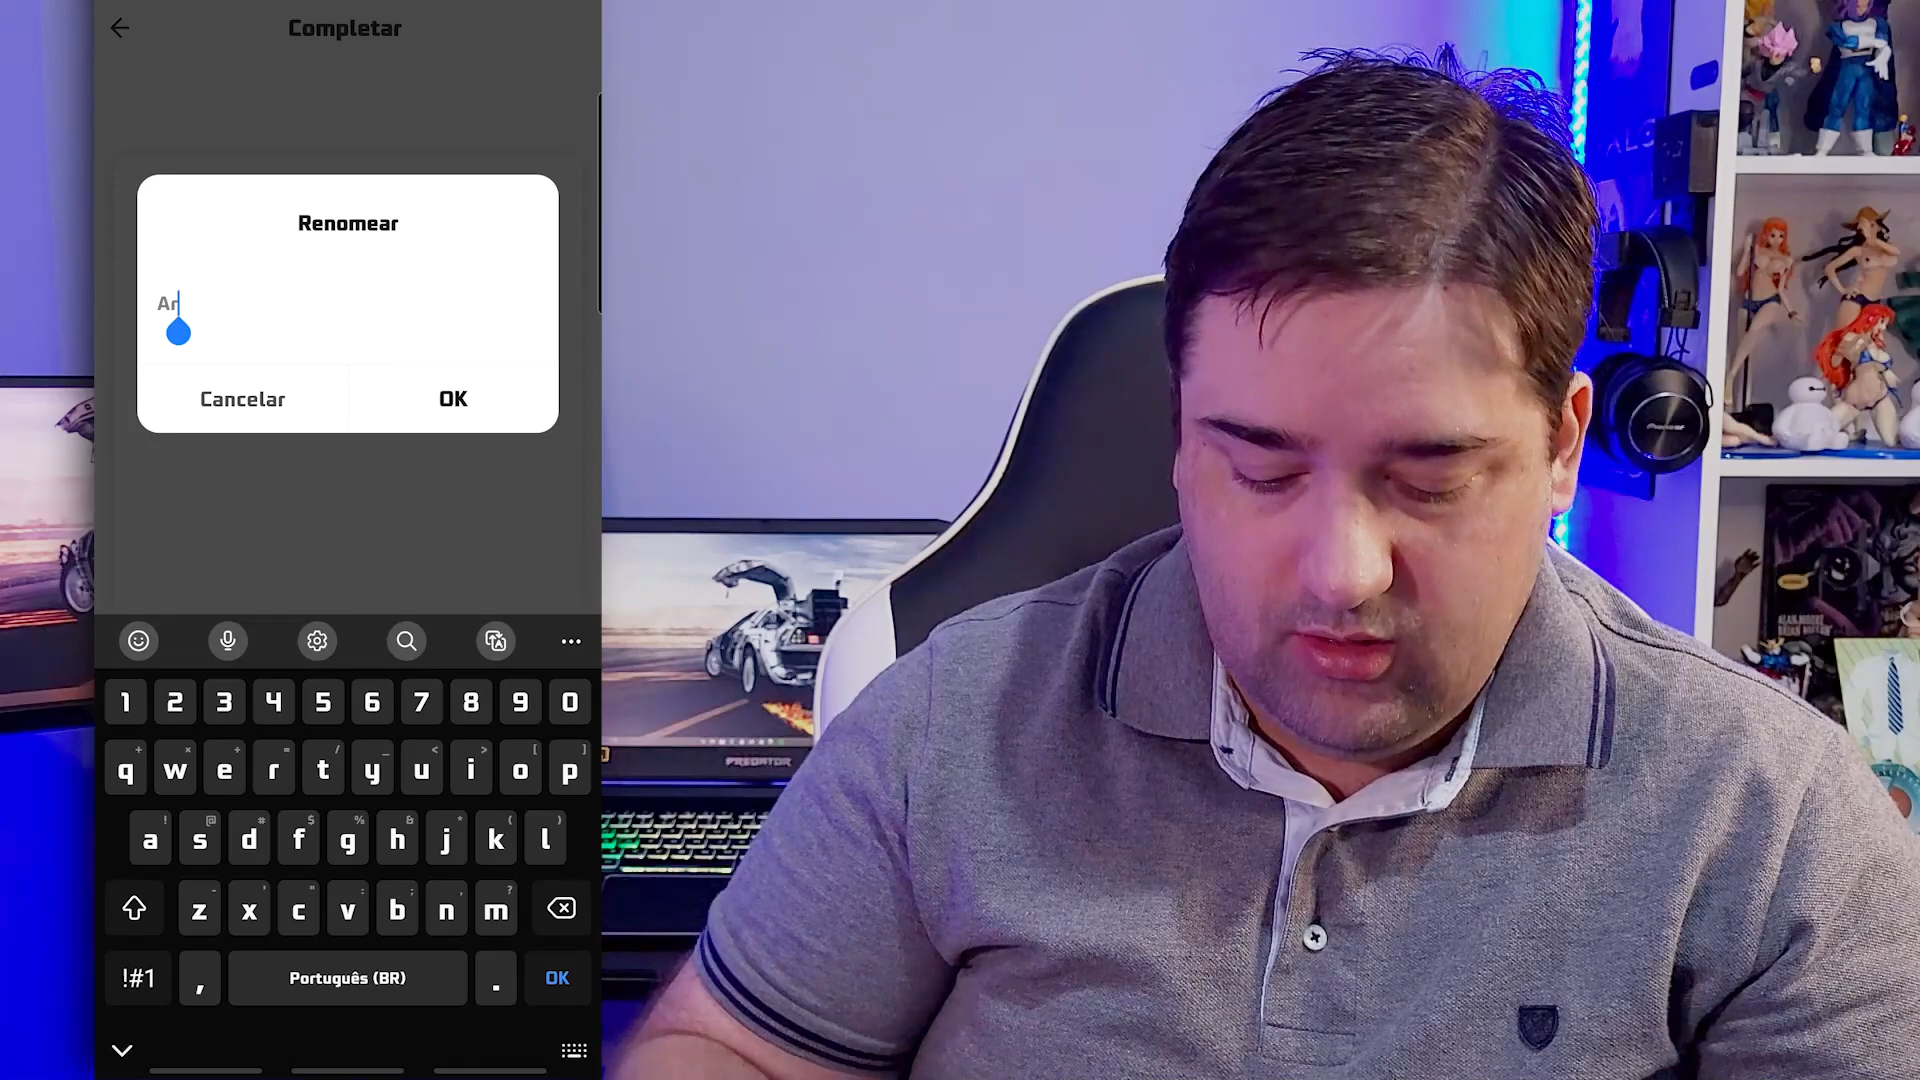 Completar
Renomear
Ar
Cancelar
OK
1 2 3 4 5 6 7 8 9 0
q w e r t y u i o p
a s d f g h j k l
z x c v b n m
!#1 , Português (BR) . OK
PREDATOR
Pioneer